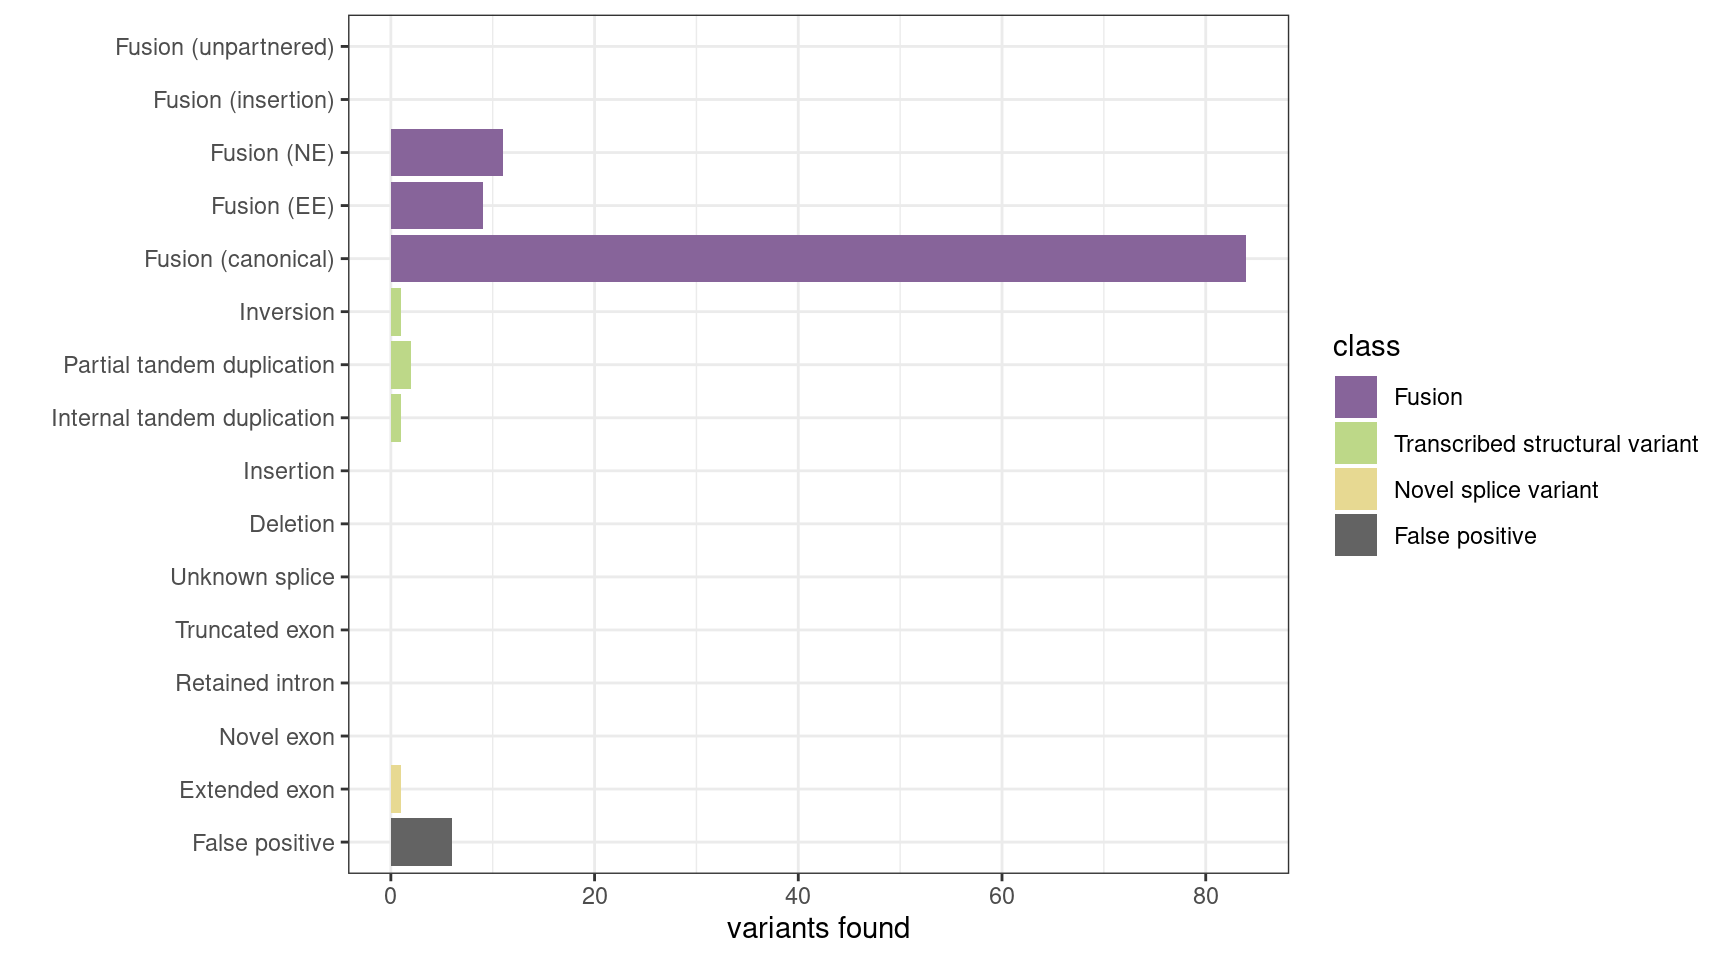 Fusion (unpartnered)
Fusion (insertion)
Fusion (NE)
Fusion (EE)
Fusion (canonical)
Inversion
Partial tandem duplication
Internal tandem duplication
Insertion
Deletion
Unknown splice
Truncated exon
Retained intron
Novel exon
Extended exon
False positive
0 20 40 60 80
variants found
class
Fusion
Transcribed structural variant
Novel splice variant
False positive